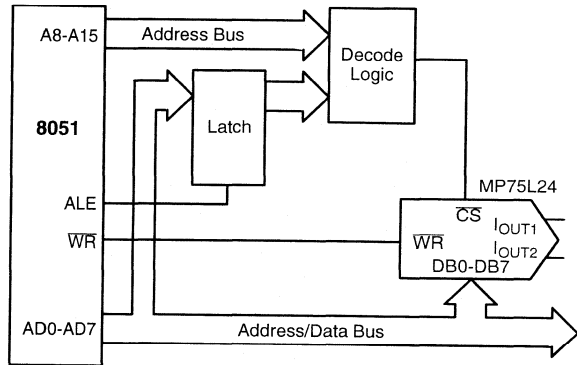 A8-A15
Address Bus
Decode
Logic
8051
Latch
ALE
MP75L24
CS
IOUT1
WR
WR
IOUT2
DB0-DB7
AD0-AD7
Address/Data Bus